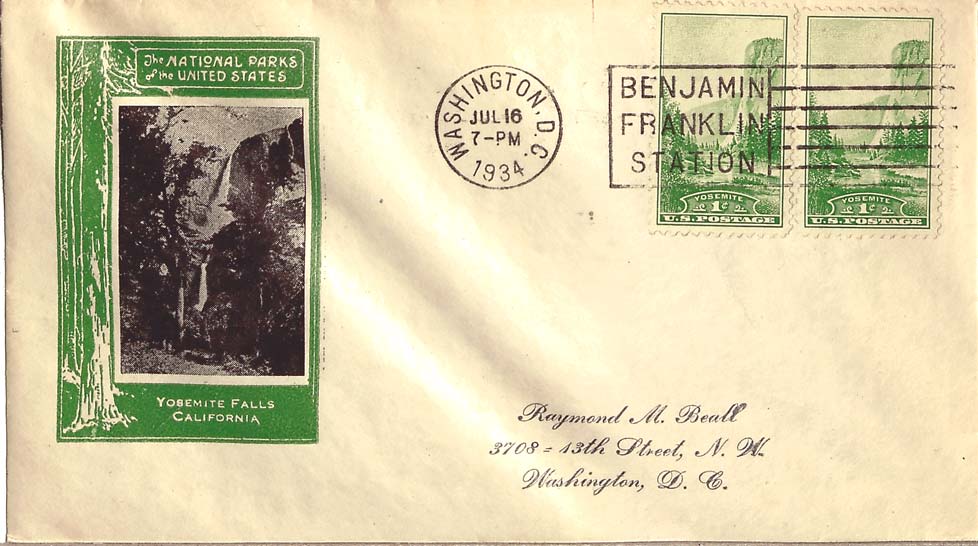 The NATIONAL PARKS
of the UNITED STATES
YOSEMITE FALLS
CALIFORNIA
WASHINGTON, D.C.
JUL 16
7-PM
1934
BENJAMIN
FRANKLIN
STATION
YOSEMITE
1¢
U.S. POSTAGE
YOSEMITE
1¢
U.S. POSTAGE
Raymond M. Beall
3708 = 13th Street, N. W.
Washington, D. C.